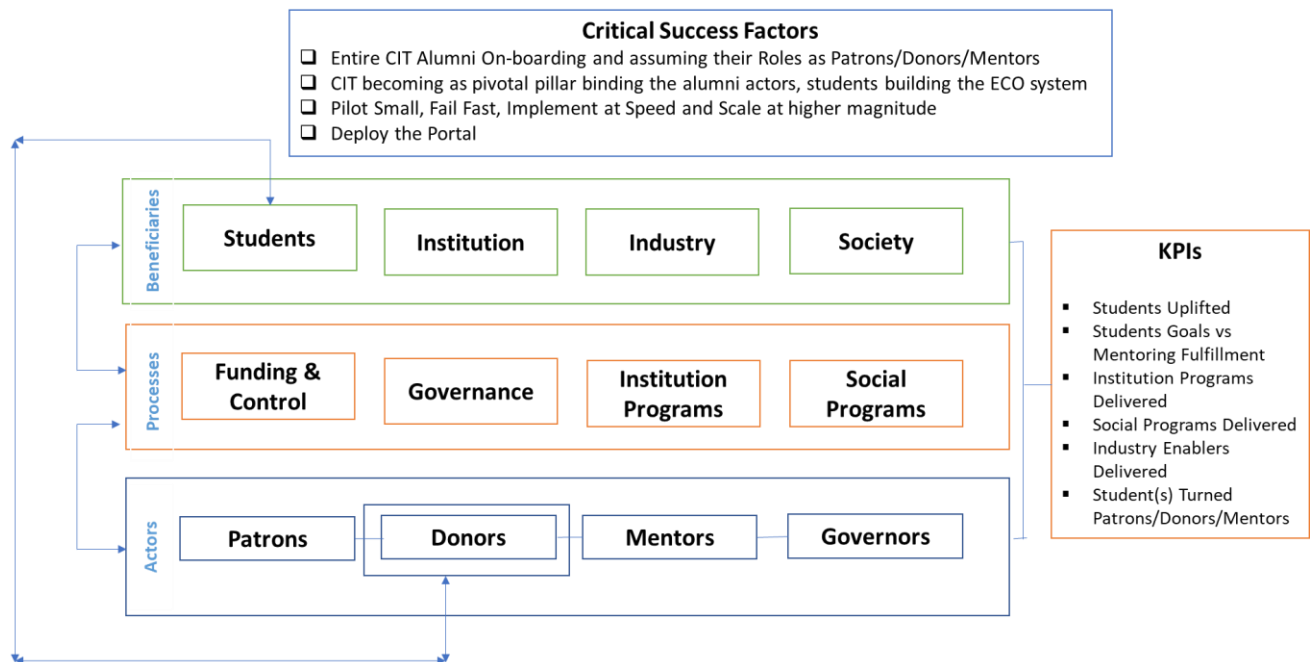 Critical Success Factors
Entire CIT Alumni On-boarding and assuming their Roles as Patrons/Donors/Mentors
CIT becoming as pivotal pillar binding the alumni actors, students building the ECO system
Pilot Small, Fail Fast, Implement at Speed and Scale at higher magnitude
Deploy the Portal
Beneficiaries
Students
Institution
Industry
Society
Processes
Funding &
Control
Governance
Institution
Programs
Social
Programs
Actors
Patrons
Donors
Mentors
Governors
KPIs
Students Uplifted
Students Goals vs
Mentoring Fulfillment
Institution Programs
Delivered
Social Programs Delivered
Industry Enablers
Delivered
Student(s) Turned
Patrons/Donors/Mentors